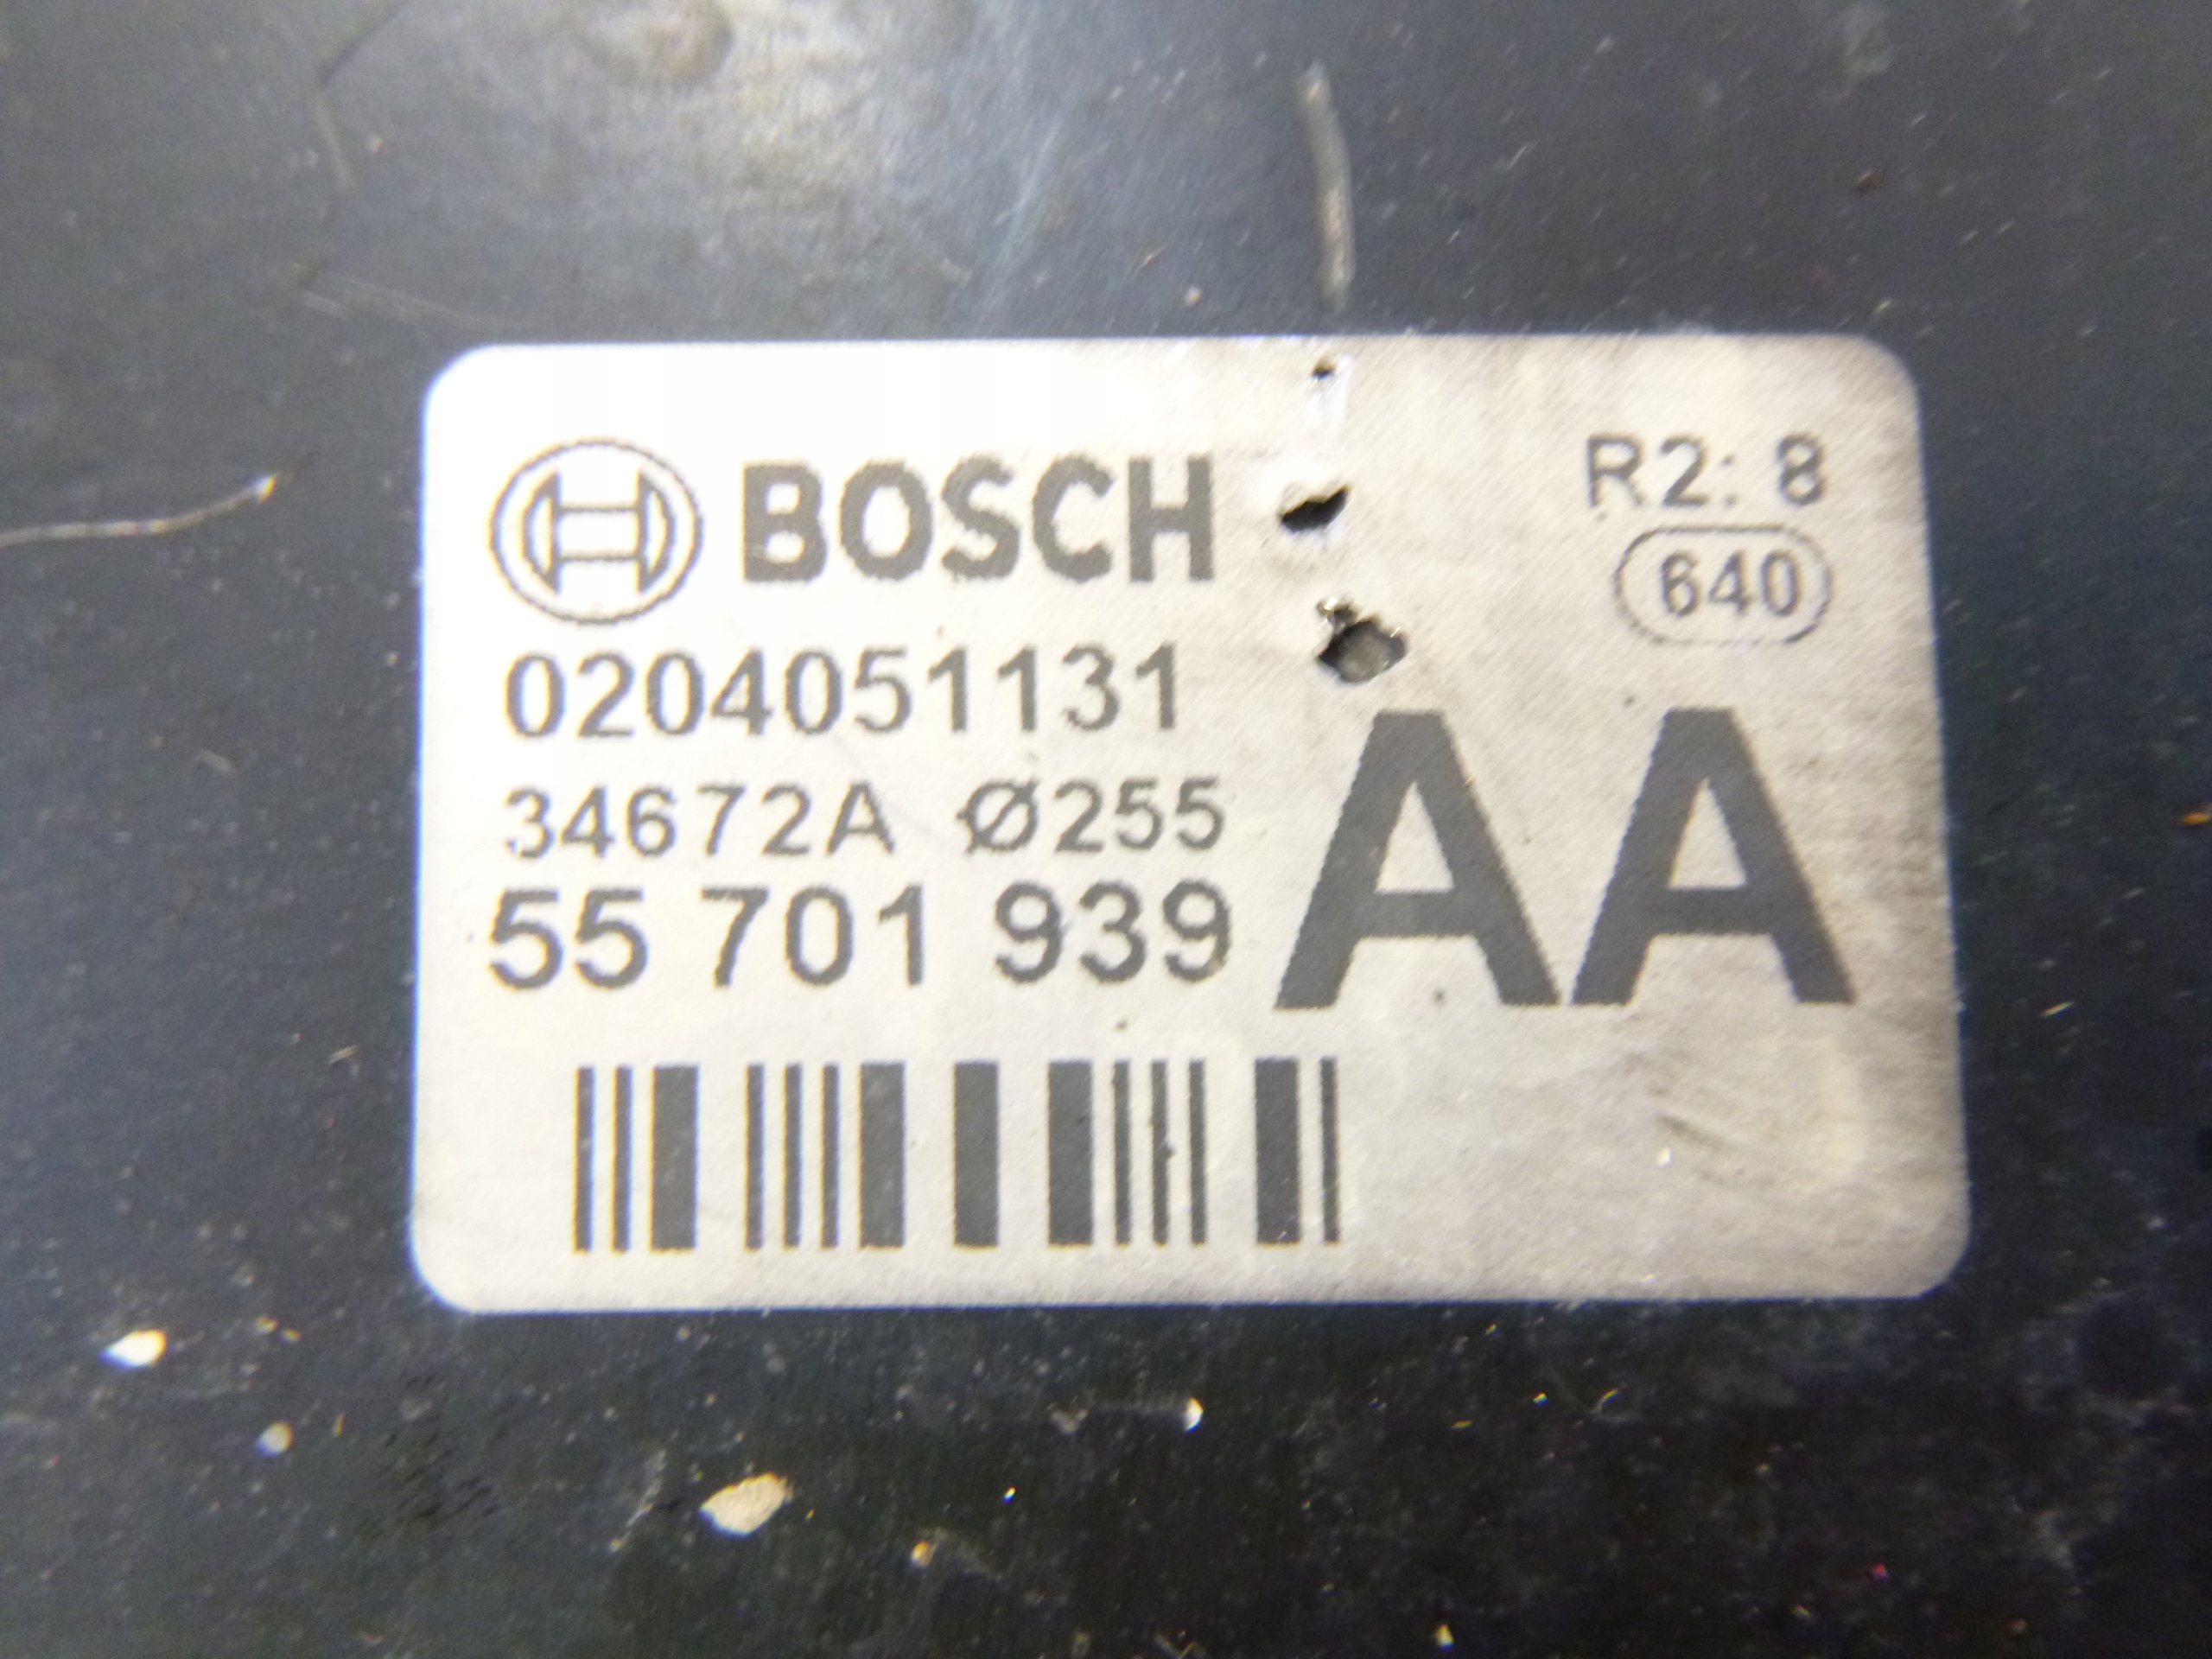 BOSCH
R2: 8
640
0204051131
34672A Ø255
55 701 939
AA